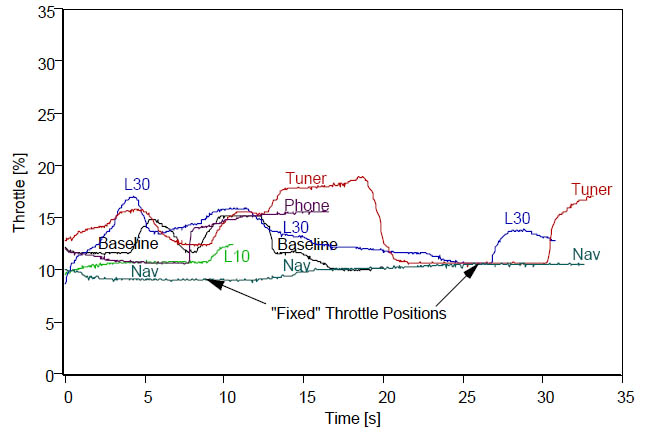 35
30
25
20
15
10
5
0
Throttle [%]
L30
Tuner
Phone
Tuner
L30
L30
Baseline
Baseline
L10
Nav
Nav
Nav
"Fixed" Throttle Positions
0 5 10 15 20 25 30 35
Time [s]